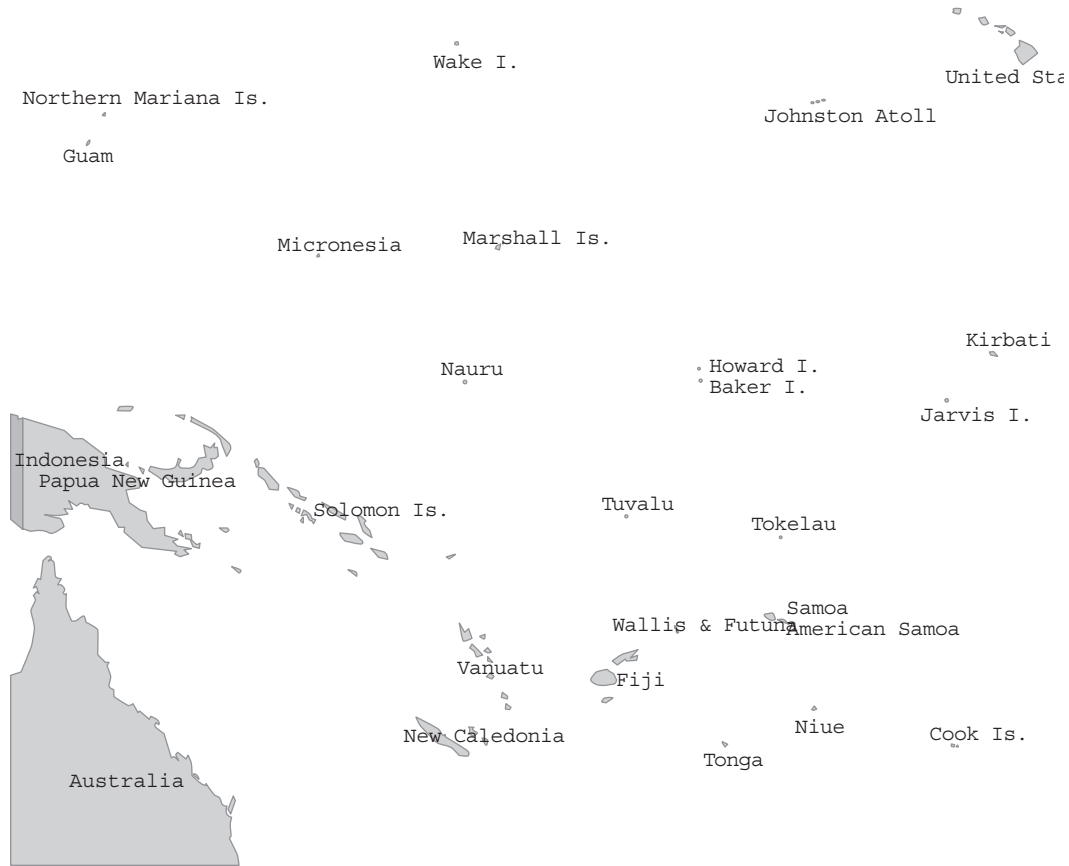 Wake I.
United Sta
Northern Mariana Is.
Johnston Atoll
Guam
Micronesia
Marshall Is.
Kirbati
Nauru
Howard I.
Baker I.
Jarvis I.
Indonesia
Papua New Guinea
Solomon Is.
Tuvalu
Tokelau
Samoa
Wallis & Futuna
American Samoa
Vanuatu
Fiji
Niue
New Caledonia
Cook Is.
Tonga
Australia